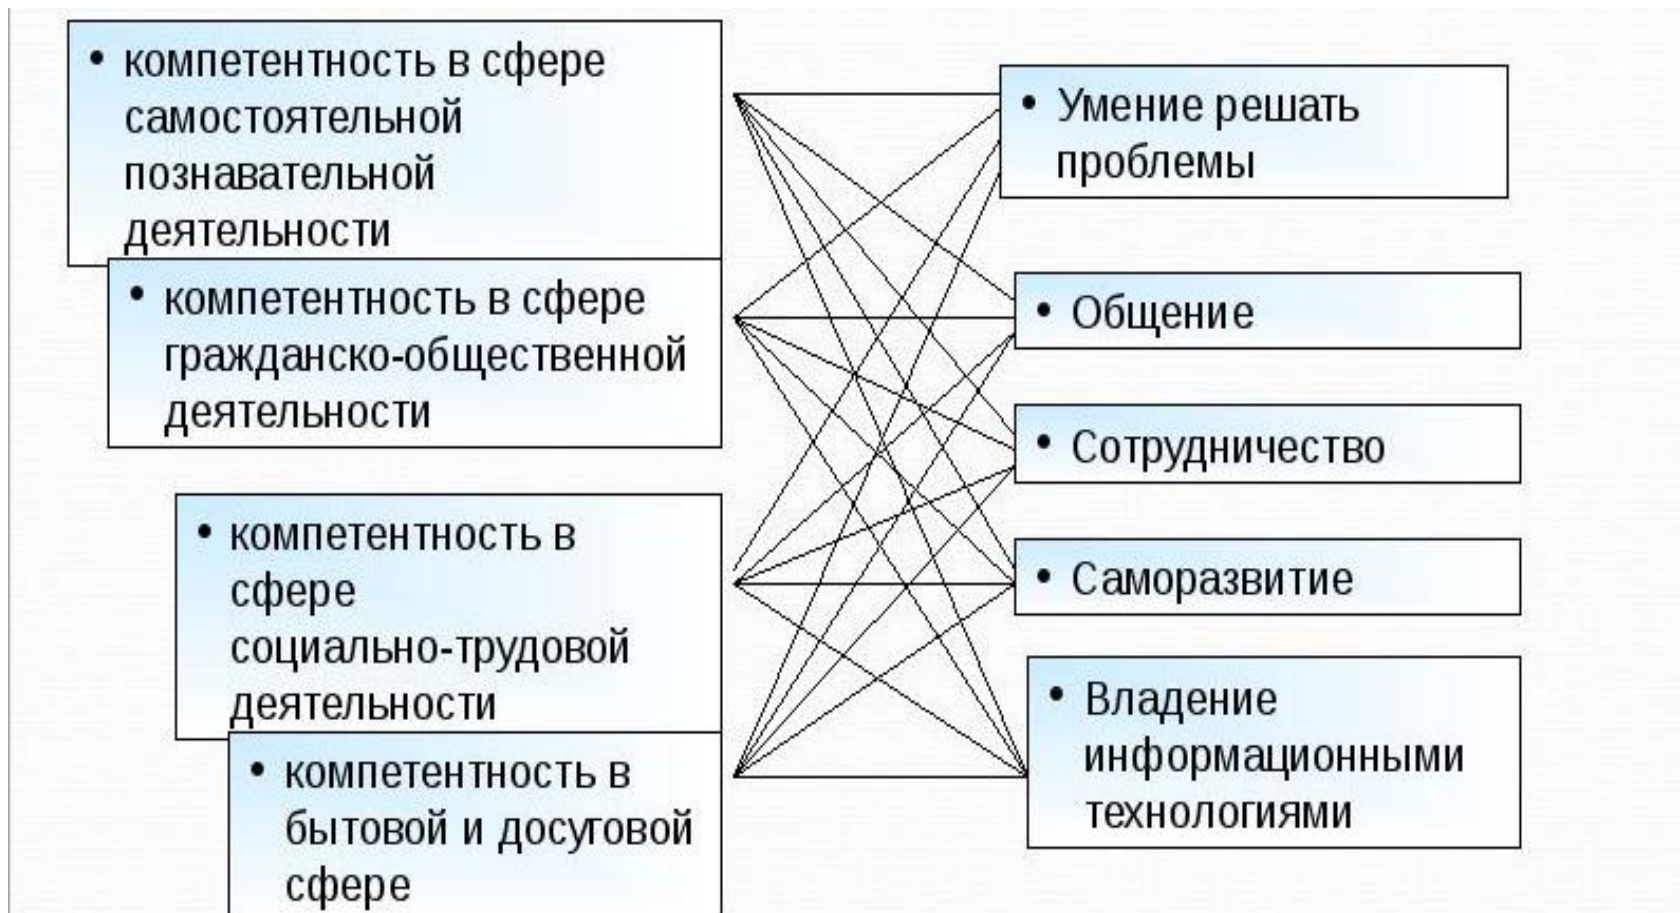 • компетентность в сфере
самостоятельной
познавательной
деятельности
• компетентность в сфере
гражданско-общественной
деятельности
• компетентность в
сфере
социально-трудовой
деятельности
• компетентность в
бытовой и досуговой
сфере
• Умение решать
проблемы
• Общение
• Сотрудничество
• Саморазвитие
• Владение
информационными
технологиями